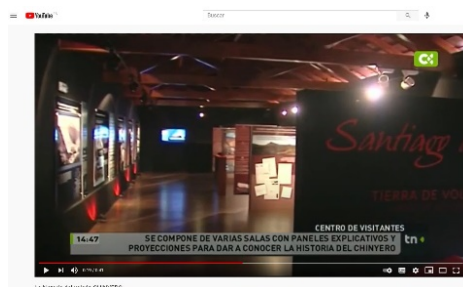 YouTube
Buscar
Santiago
TIERRA DE VO
CENTRO DE VISITANTES
14:47
SE COMPONE DE VARIAS SALAS CON PANELES EXPLICATIVOS Y
PROYECCIONES PARA DAR A CONOCER LA HISTORIA DEL CHINYERO
tn